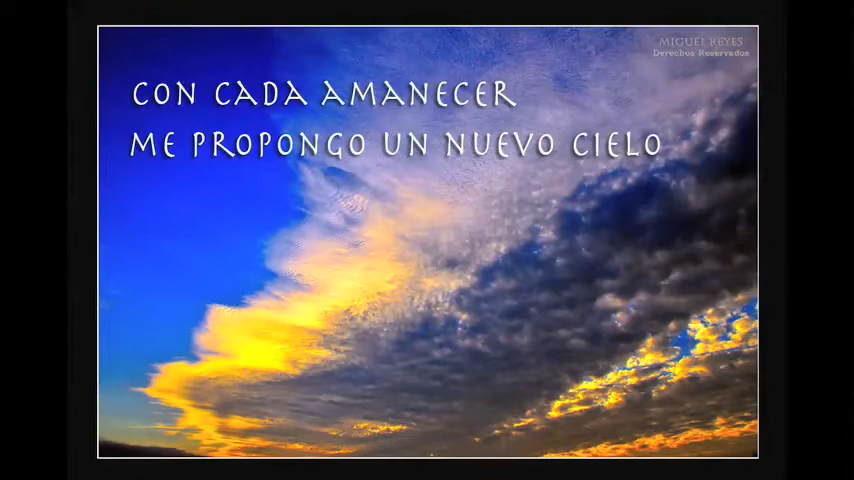 MIGUEL REYES
Derechos Reservados
CON CADA AMANECER
ME PROPONGO UN NUEVO CIELO